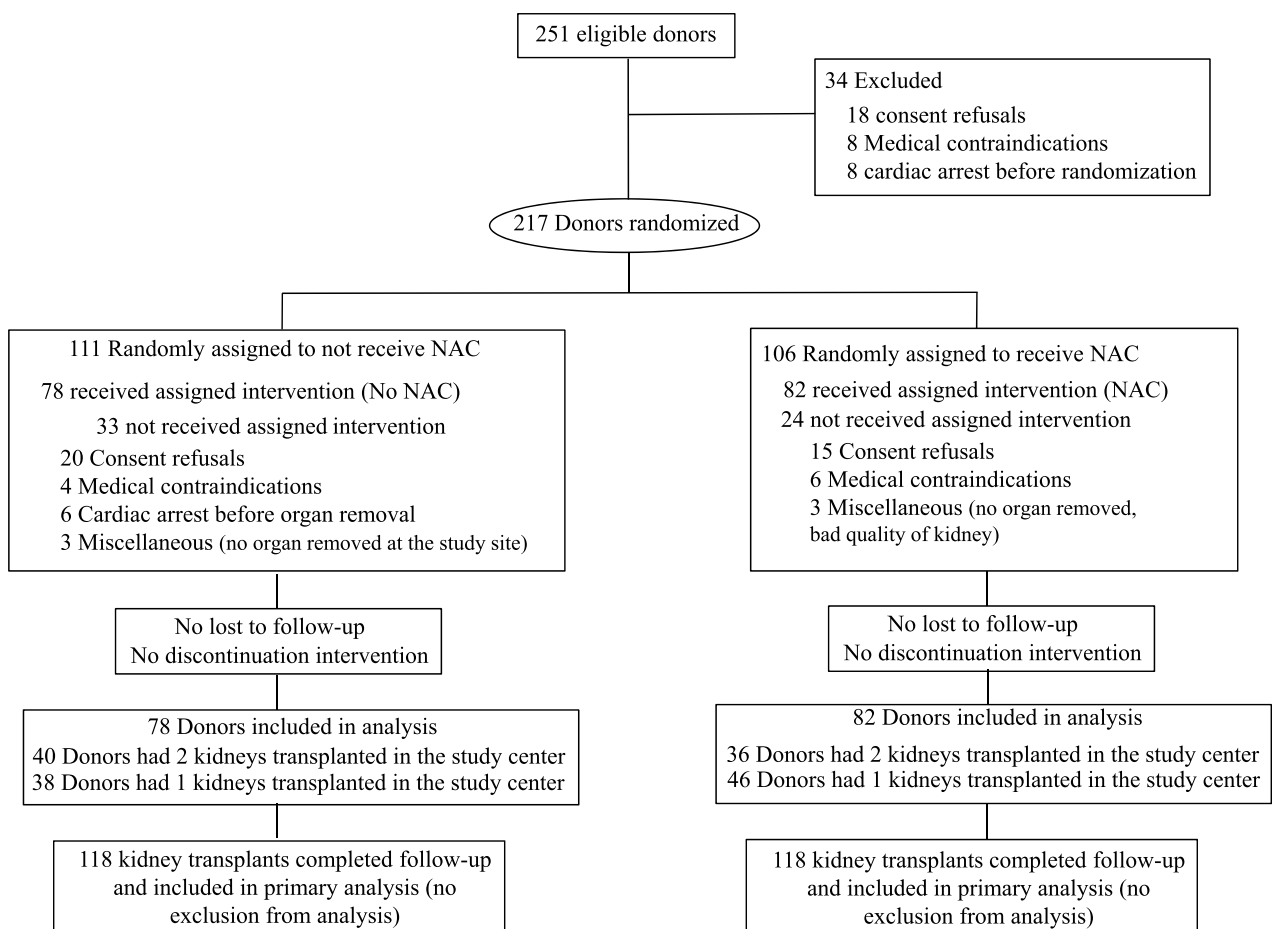 251 eligible donors
34 Excluded
18 consent refusals
8 Medical contraindications
8 cardiac arrest before randomization
217 Donors randomized
111 Randomly assigned to not receive NAC
78 received assigned intervention (No NAC)
33 not received assigned intervention
20 Consent refusals
4 Medical contraindications
6 Cardiac arrest before organ removal
3 Miscellaneous (no organ removed at the study site)
106 Randomly assigned to receive NAC
82 received assigned intervention (NAC)
24 not received assigned intervention
15 Consent refusals
6 Medical contraindications
3 Miscellaneous (no organ removed,
bad quality of kidney)
No lost to follow-up
No discontinuation intervention
No lost to follow-up
No discontinuation intervention
78 Donors included in analysis
40 Donors had 2 kidneys transplanted in the study center
38 Donors had 1 kidneys transplanted in the study center
82 Donors included in analysis
36 Donors had 2 kidneys transplanted in the study center
46 Donors had 1 kidneys transplanted in the study center
118 kidney transplants completed follow-up
and included in primary analysis (no
exclusion from analysis)
118 kidney transplants completed follow-up
and included in primary analysis (no
exclusion from analysis)